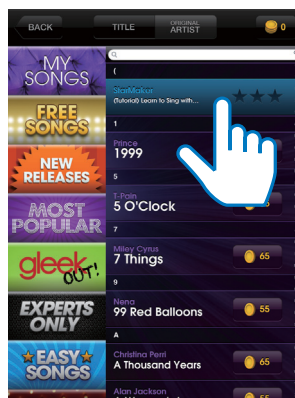 BACK
TITLE
ORIGINAL
ARTIST
0
MY
SONGS
FREE
SONGS
NEW
RELEASES
MOST
POPULAR
gleek
OUT!
EXPERTS
ONLY
EASY
SONGS
(
StarMaker
(Tutorial) Learn to Sing with...
1
Prince
1999
5
T-Pain
5 O'Clock
7
Miley Cyrus
7 Things
65
9
Nena
99 Red Balloons
55
A
Christina Perri
A Thousand Years
65
Alan Jackson